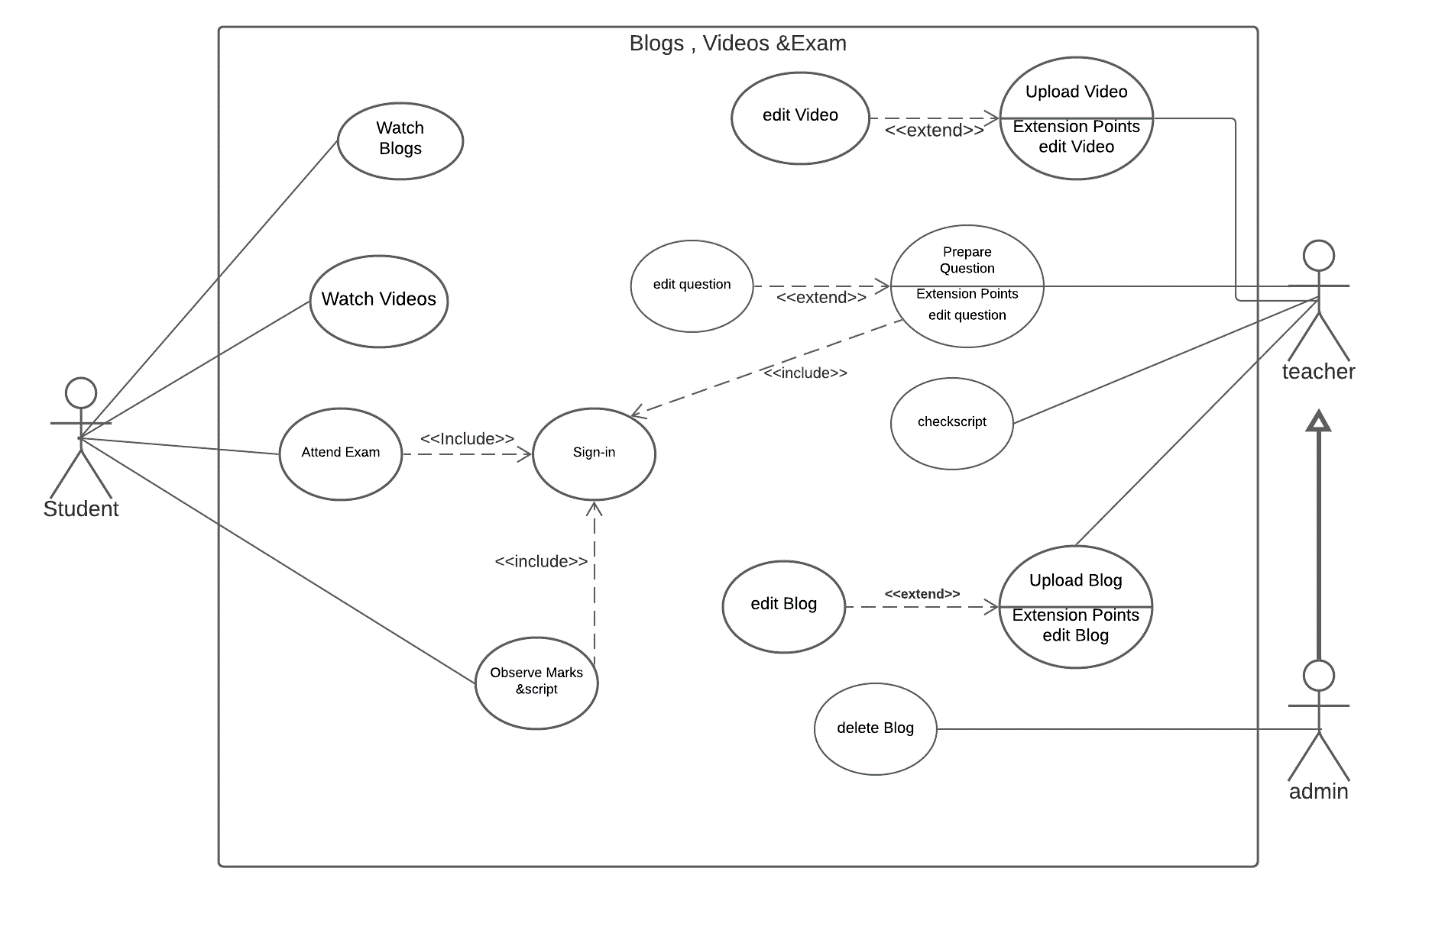 Blogs , Videos &Exam
Watch
Blogs
edit Video
<<extend>>
Upload Video
Extension Points
edit Video
Watch Videos
edit question
<<extend>>
Prepare
Question
Extension Points
edit question
teacher
<<include>>
Attend Exam
<<Include>>
Sign-in
checkscript
Student
<<include>>
edit Blog
<<extend>>
Upload Blog
Extension Points
edit Blog
Observe Marks
&script
delete Blog
admin